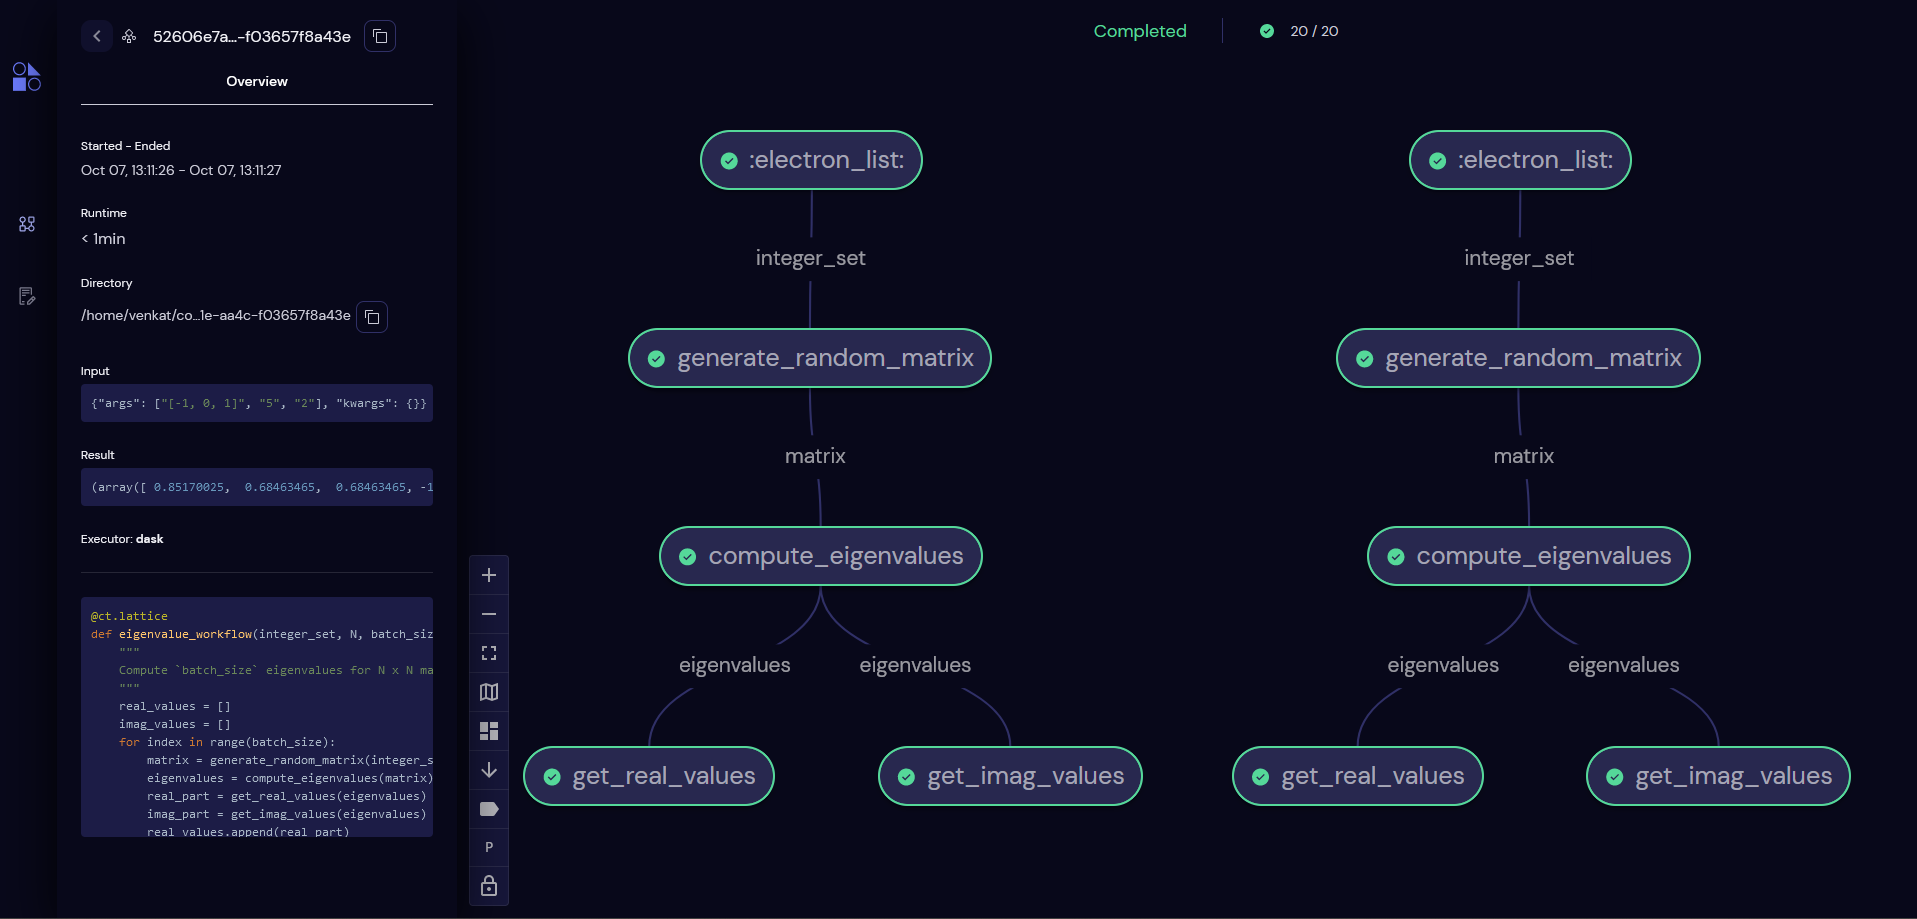 52606e7a...-f03657f8a43e
Overview
Started - Ended
Oct 07, 13:11:26 - Oct 07, 13:11:27
Runtime
< 1min
Directory
/home/venkat/co...1e-aa4c-f03657f8a43e
Input
{"args": ["[-1, 0, 1]", "5", "2"], "kwargs": {}}
Result
(array([ 0.85170025,  0.68463465,  0.68463465, -1
Executor: dask
@ct.lattice
def eigenvalue_workflow(integer_set, N, batch_siz
    """
    Compute `batch_size` eigenvalues for N x N ma
    """
    real_values = []
    imag_values = []
    for index in range(batch_size):
        matrix = generate_random_matrix(integer_s
        eigenvalues = compute_eigenvalues(matrix)
        real_part = get_real_values(eigenvalues)
        imag_part = get_imag_values(eigenvalues)
        real_values.append(real_part)
P
Completed
20 / 20
:electron_list: :electron_list:
integer_set integer_set
generate_random_matrix generate_random_matrix
matrix matrix
compute_eigenvalues compute_eigenvalues
eigenvalues eigenvalues eigenvalues eigenvalues
get_real_values get_imag_values get_real_values get_imag_values